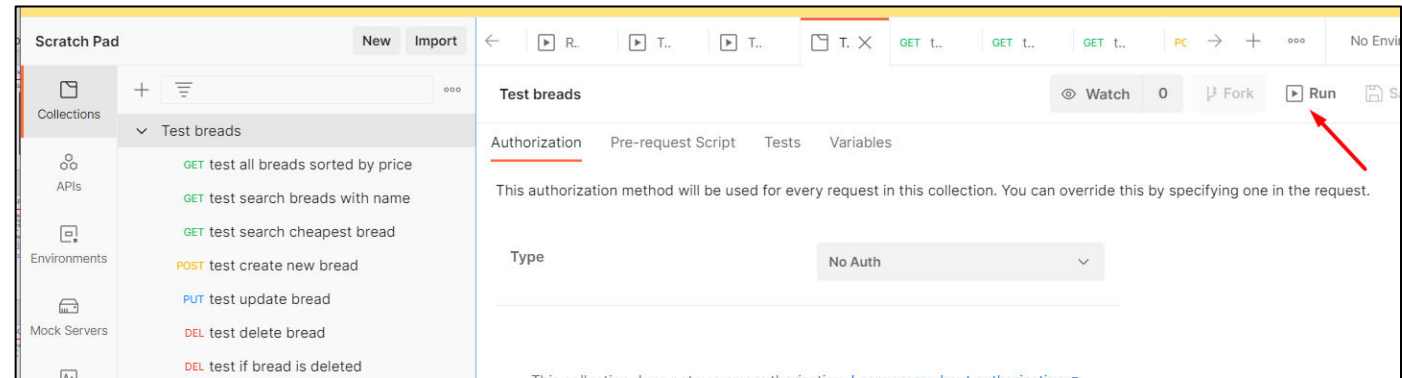 Scratch Pad New Import
R.. T.. T.. T. GET t.. GET t.. GET t.. No
Collections
Test breads Watch 0 Fork Run
Test breads
Authorization Pre-request Script Tests Variables
GET test all breads sorted by price
APIs
This authorization method will be used for every request in this collection. You can override this by specifying one in the request.
GET test search breads with name
GET test search cheapest bread
Environments
Type No Auth
POST test create new bread
PUT test update bread
Mock Servers
DEL test delete bread
DEL test if bread is deleted